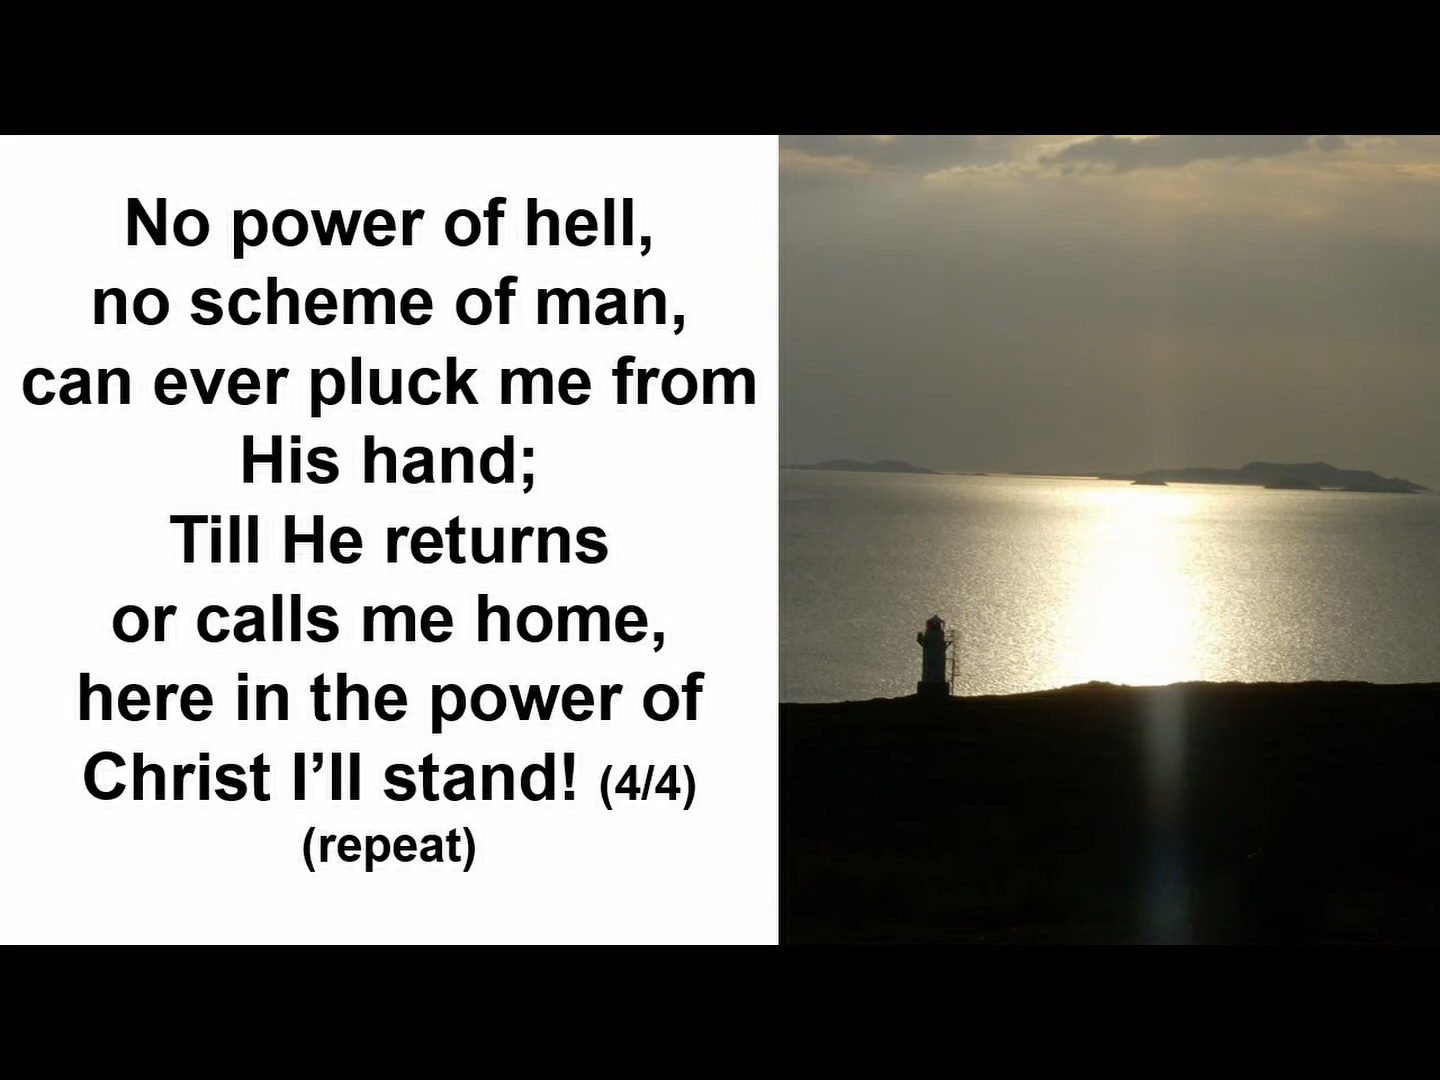 No power of hell,
no scheme of man,
can ever pluck me from
His hand;
Till He returns
or calls me home,
here in the power of
Christ I’ll stand! (4/4)
(repeat)